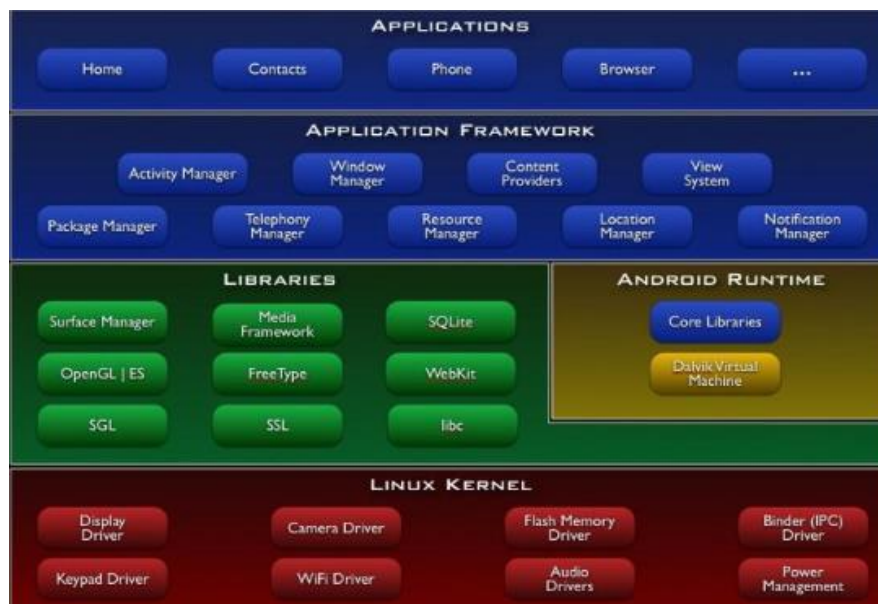 APPLICATIONS
Home
Contacts
Phone
Browser
...
APPLICATION FRAMEWORK
Activity Manager
Window
Manager
Content
Providers
View
System
Package Manager
Telephony
Manager
Resource
Manager
Location
Manager
Notification
Manager
LIBRARIES
Surface Manager
Media
Framework
SQLite
OpenGL | ES
FreeType
WebKit
SGL
SSL
libc
ANDROID RUNTIME
Core Libraries
Dalvik Virtual
Machine
LINUX KERNEL
Display
Driver
Camera Driver
Flash Memory
Driver
Binder (IPC)
Driver
Keypad Driver
WiFi Driver
Audio
Drivers
Power
Management